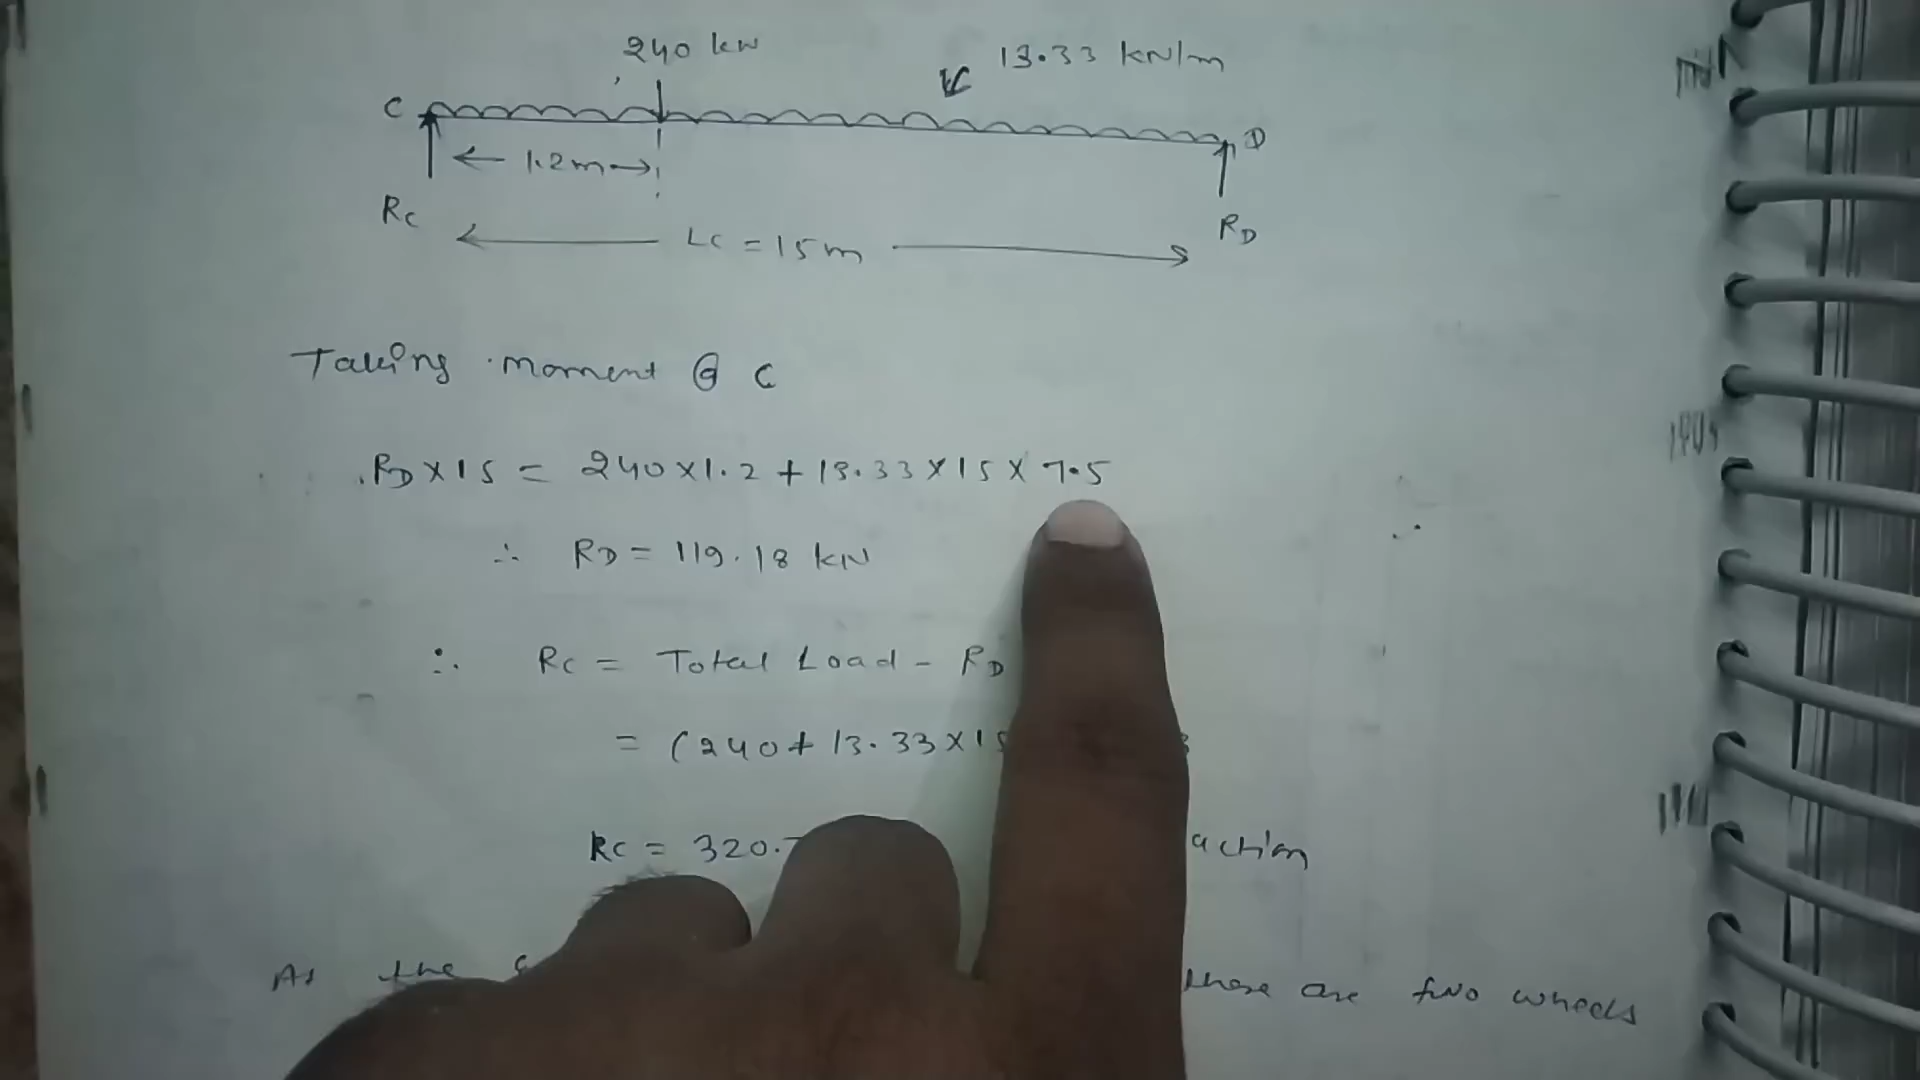 240 kN
13.33 kN/m
C
D
1.2m
RC
LC = 15m
RD
Taking moment @ C
RD×15 = 240×1.2 + 13.33×15×7.5
∴ RD = 119.18 kN
∴ RC = Total Load - RD
= (240+13.33×15
RC = 320. action
As the there are two wheels